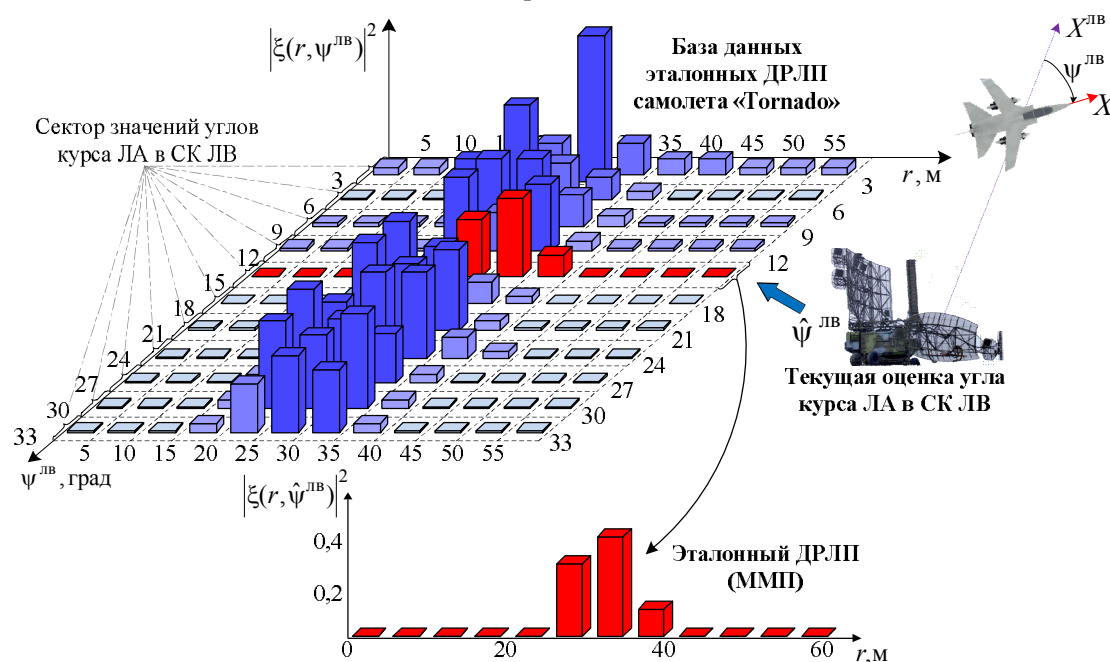 |ξ(r, ψ^лв)|²
База данных
эталонных ДРЛП
самолета «Tornado»
X^лв
ψ^лв
X
Сектор значений углов
курса ЛА в СК ЛВ
5 10 1 35 40 45 50 55
r, м
3 6 9 12 15 18 21 24 27 30 33
3 6 9 12 18 21 24 27 30 33
ψ̂ лв
Текущая оценка угла
курса ЛА в СК ЛВ
5 10 15 20 25 30 35 40 45 50 55
ψ^лв, град
|ξ(r, ψ̂^лв)|²
0,4
Эталонный ДРЛП
(ММП)
0,2
0 20 40 60
r, м